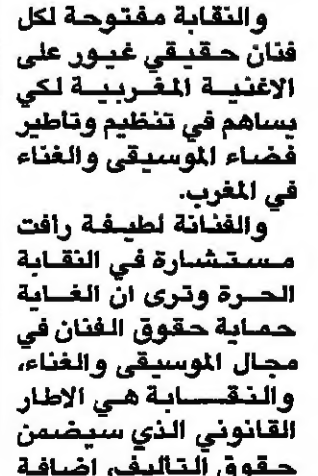 والنقابة مفتوحة لكل
فنان حقيقي غيور على
الاغنية المغربية لكي
يساهم في تنظيم وتاطير
فضاء الموسيقى والغناء
في المغرب.
والفنانة لطيفة رافت
مستشارة في النقابة
الحرة وترى ان الغاية
حماية حقوق الفنان في
مجال الموسيقى والغناء،
والنقابة هي الاطار
القانوني الذي سيضمن
حقوق التاليف، اضافة